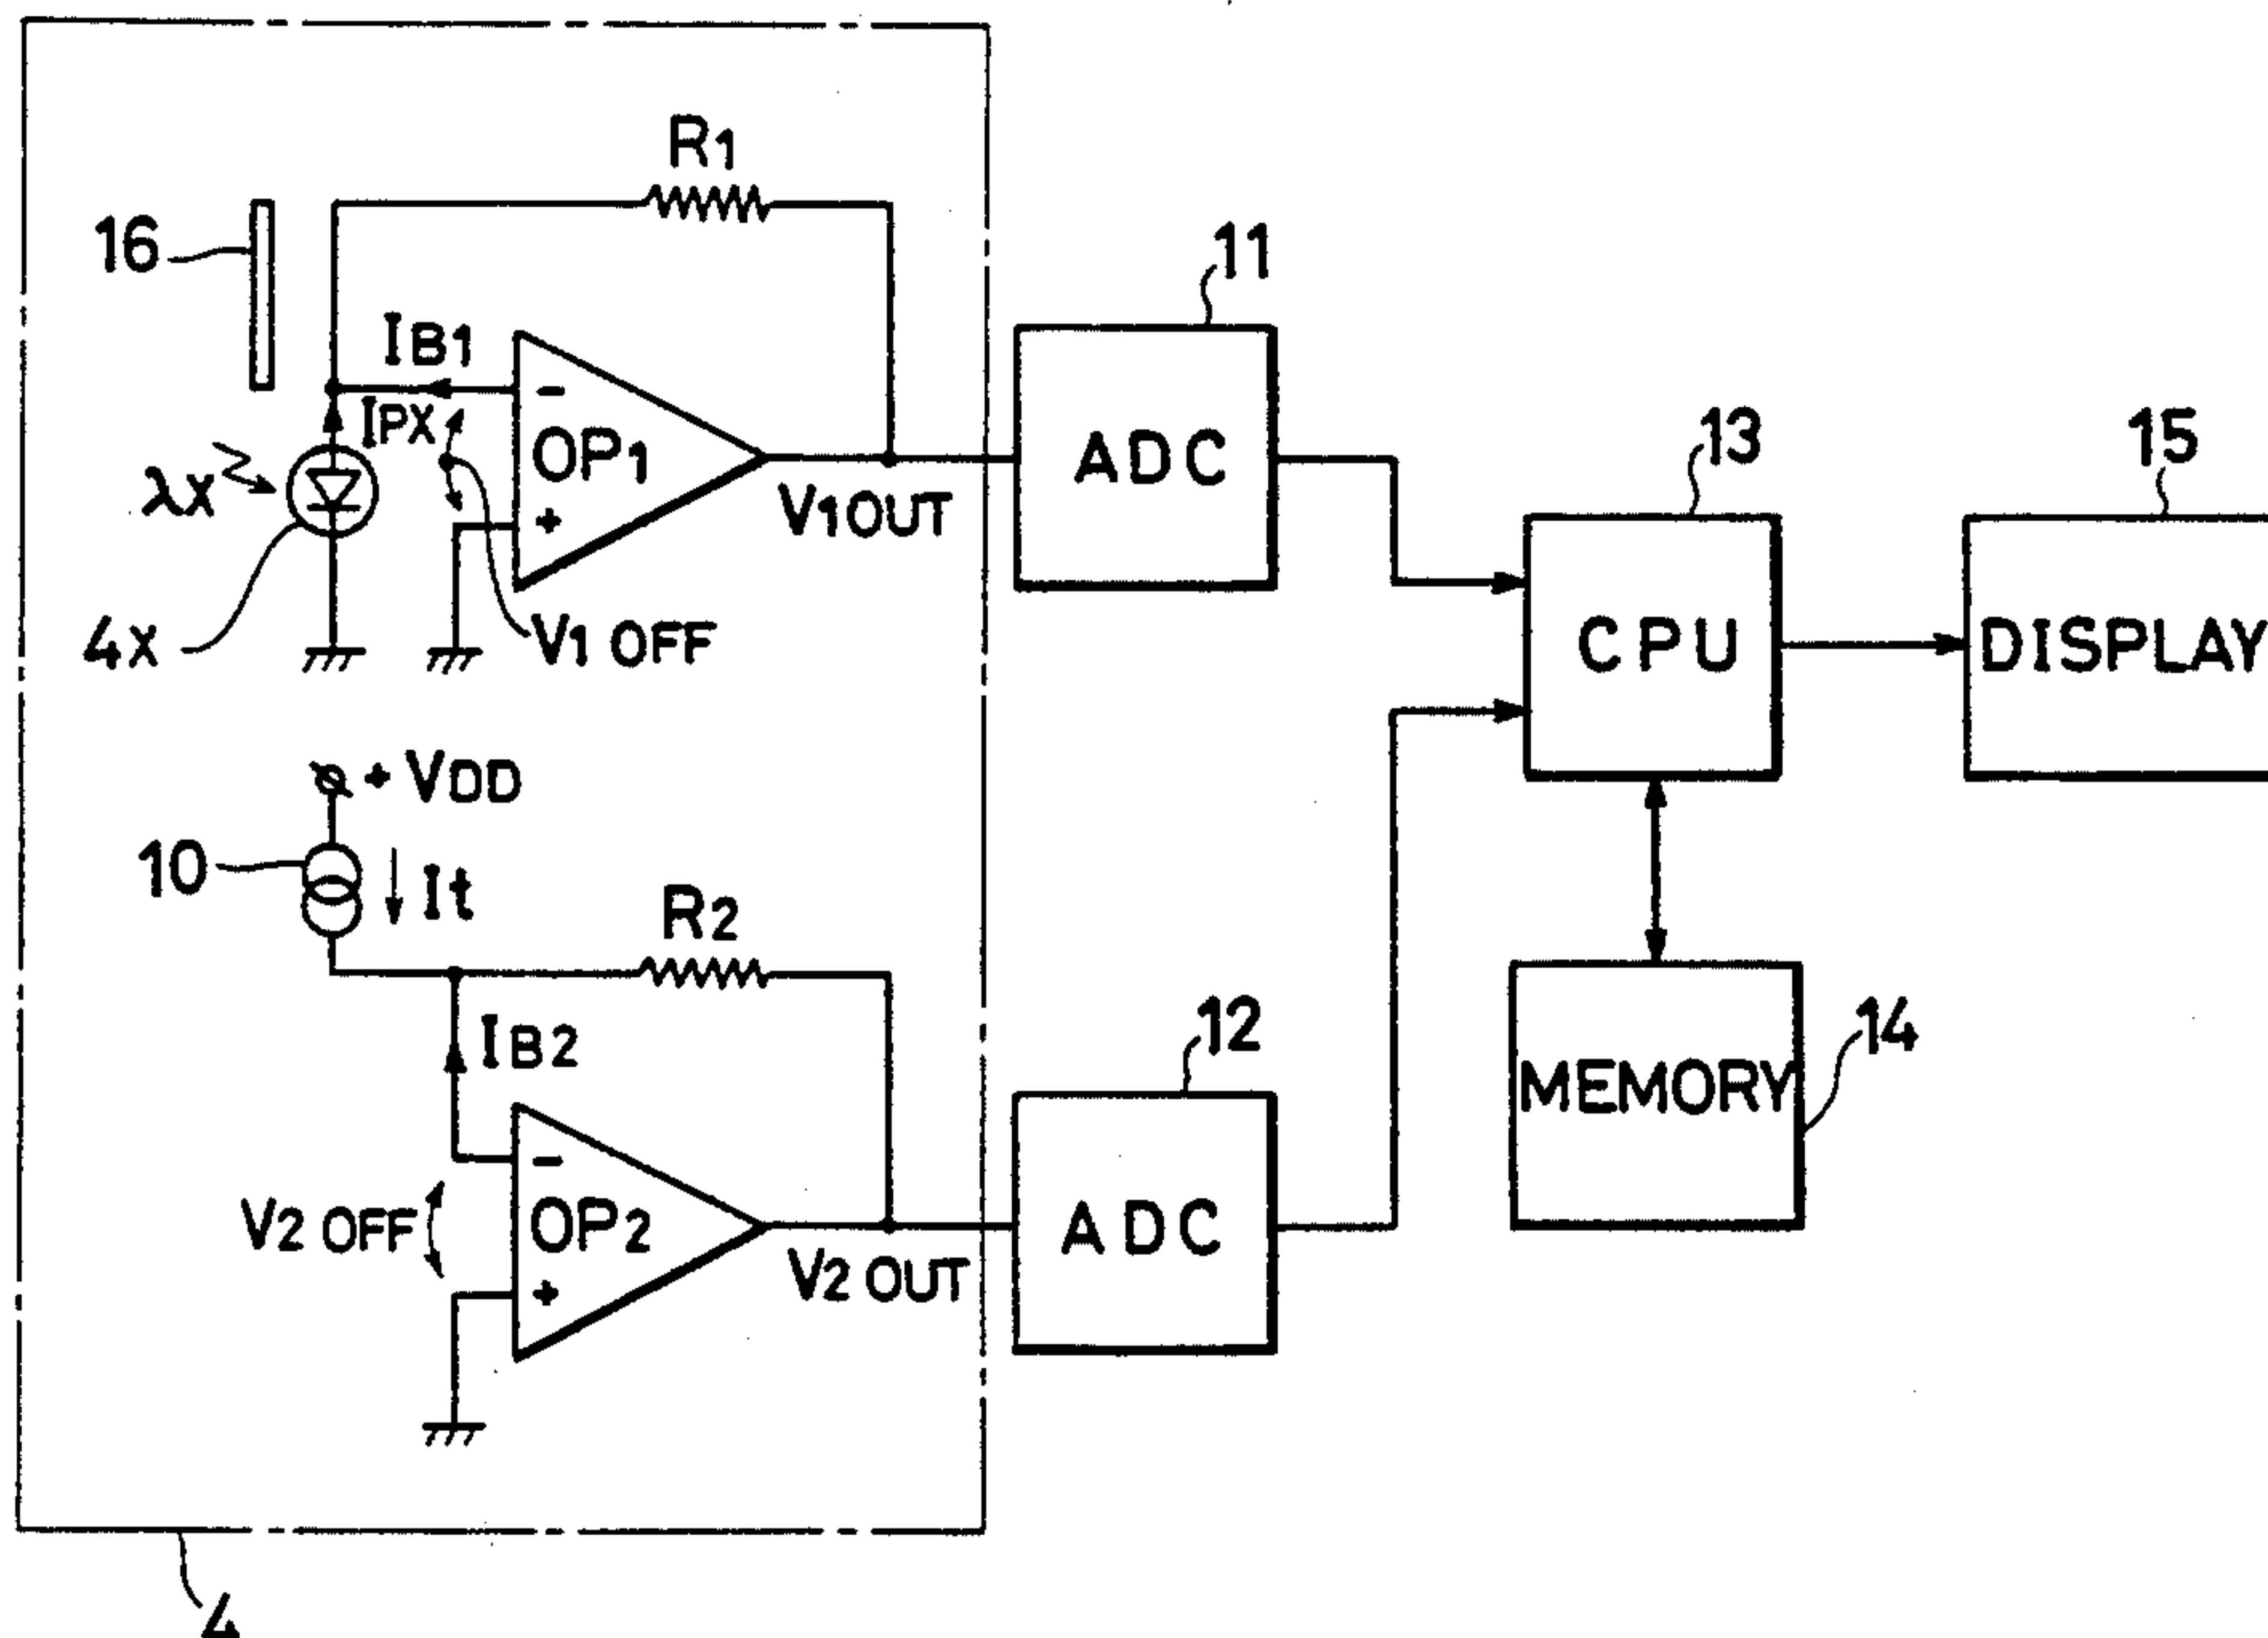 R1
16
11
IB1
-
IPX
OP1
ADC
13
15
λx
V1OUT
+
4x
V1 OFF
CPU
DISPLAY
+ VDD
10
It
R2
IB2
12
14
MEMORY
-
V2 OFF
OP2
ADC
V2 OUT
+
4